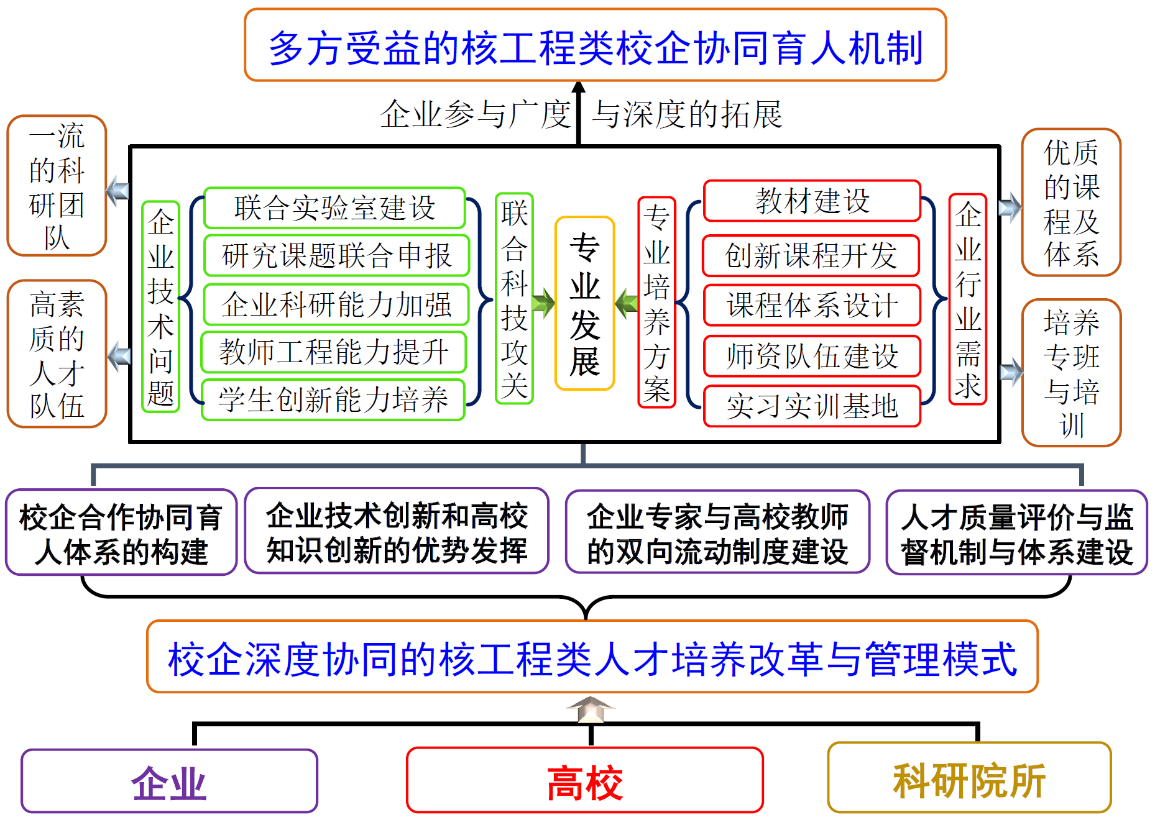 多方受益的核工程类校企协同育人机制
企业参与广度 与深度的拓展
一流
的科
研团
队
高素
质的
人才
队伍
企业技术问题
联合实验室建设
研究课题联合申报
企业科研能力加强
教师工程能力提升
学生创新能力培养
联合科技攻关
专业发展
专业培养方案
教材建设
创新课程开发
课程体系设计
师资队伍建设
实习实训基地
企业行业需求
优质
的课
程及
体系
培养
专班
与培
训
校企合作协同育
人体系的构建
企业技术创新和高校
知识创新的优势发挥
企业专家与高校教师
的双向流动制度建设
人才质量评价与监
督机制与体系建设
校企深度协同的核工程类人才培养改革与管理模式
企业
高校
科研院所